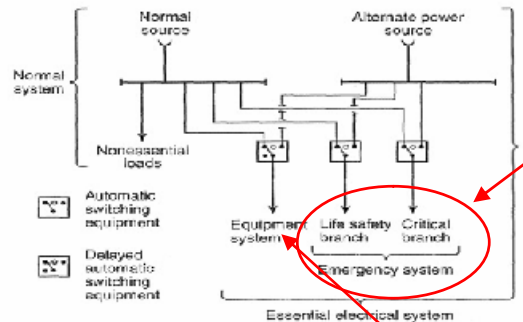 Normal
source
Alternate power
source
Normal
system
Nonessential
loads
Automatic
switching
equipment
Delayed
automatic
switching
equipment
Equipment
system
Life safety
branch
Critical
branch
Emergency system
Essential electrical system